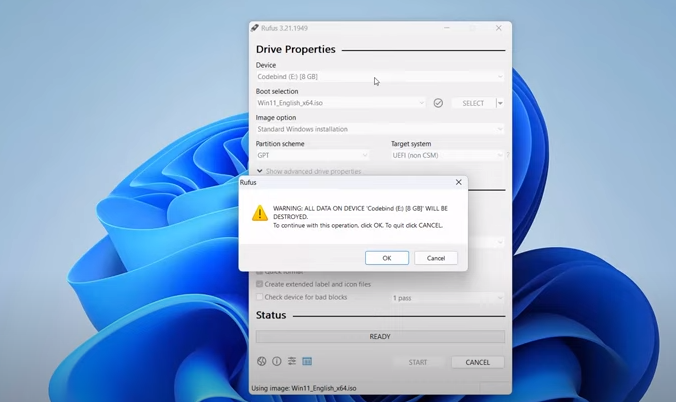 Rufus 3.21.1949
Drive Properties
Device
Codebind (E:) [8 GB]
Boot selection
Win11_English_x64.iso
SELECT
Image option
Standard Windows installation
Partition scheme
Target system
GPT
UEFI (non CSM)
Show advanced drive properties
Rufus
WARNING: ALL DATA ON DEVICE 'Codebind (E:) [8 GB]' WILL BE
DESTROYED.
To continue with this operation, click OK. To quit click CANCEL.
OK
Cancel
Quick format
Create extended label and icon files
Check device for bad blocks
1 pass
Status
READY
START
CANCEL
Using image: Win11_English_x64.iso